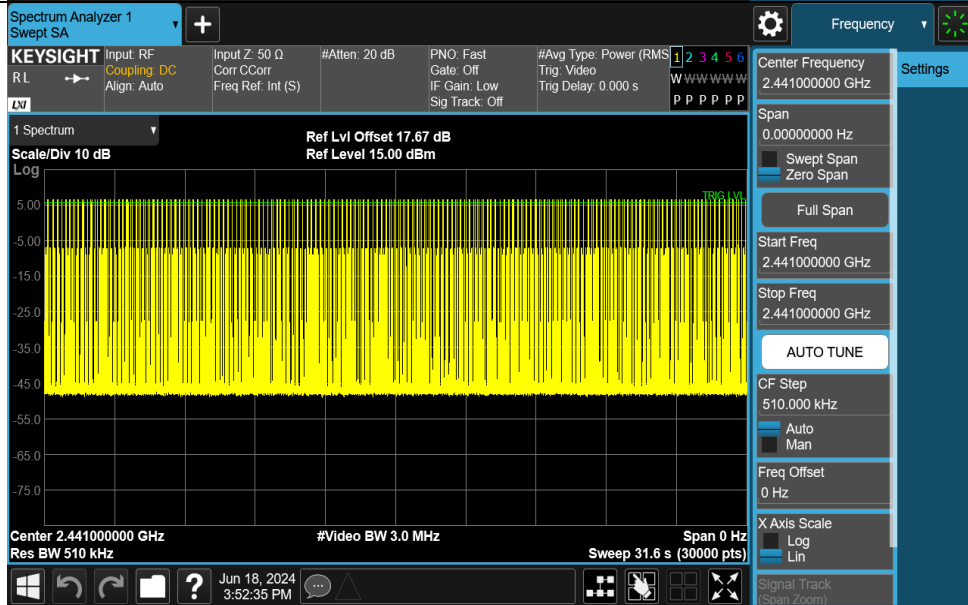 Spectrum Analyzer 1
Swept SA
+
Frequency
KEYSIGHT
R L
LXI
Input: RF
Coupling: DC
Align: Auto
Input Z: 50 Ω
Corr CCorr
Freq Ref: Int (S)
#Atten: 20 dB
PNO: Fast
Gate: Off
IF Gain: Low
Sig Track: Off
#Avg Type: Power (RMS
Trig: Video
Trig Delay: 0.000 s
1 2 3 4 5 6
W W W W W W
P P P P P P
1 Spectrum
Scale/Div 10 dB
Ref Lvl Offset 17.67 dB
Ref Level 15.00 dBm
Log
TRIG LVL
5.00
-5.00
-15.0
-25.0
-35.0
-45.0
-55.0
-65.0
-75.0
Center 2.441000000 GHz
#Video BW 3.0 MHz
Span 0 Hz
Res BW 510 kHz
Sweep 31.6 s (30000 pts)
Settings
Center Frequency
2.441000000 GHz
Span
0.00000000 Hz
Swept Span
Zero Span
Full Span
Start Freq
2.441000000 GHz
Stop Freq
2.441000000 GHz
AUTO TUNE
CF Step
510.000 kHz
Auto
Man
Freq Offset
0 Hz
X Axis Scale
Log
Lin
Signal Track
(Span Zoom)
?
Jun 18, 2024
3:52:35 PM